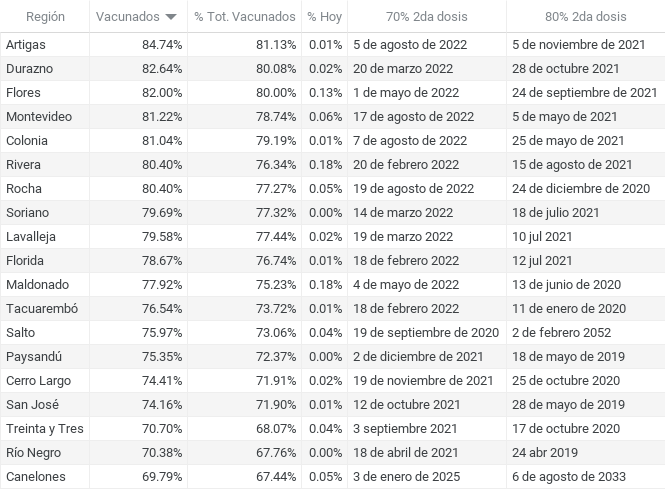 Región Vacunados % Tot. Vacunados % Hoy 70% 2da dosis 80% 2da dosis
Artigas 84.74% 81.13% 0.01% 5 de agosto de 2022 5 de noviembre de 2021
Durazno 82.64% 80.08% 0.02% 20 de marzo 2022 28 de octubre 2021
Flores 82.00% 80.00% 0.13% 1 de mayo de 2022 24 de septiembre de 2021
Montevideo 81.22% 78.74% 0.06% 17 de agosto de 2022 5 de mayo de 2021
Colonia 81.04% 79.19% 0.01% 7 de agosto de 2022 25 de mayo de 2021
Rivera 80.40% 76.34% 0.18% 20 de febrero 2022 15 de agosto de 2021
Rocha 80.40% 77.27% 0.05% 19 de agosto de 2022 24 de diciembre de 2020
Soriano 79.69% 77.32% 0.00% 14 de marzo 2022 18 de julio 2021
Lavalleja 79.58% 77.44% 0.02% 19 de marzo 2022 10 jul 2021
Florida 78.67% 76.74% 0.01% 18 de febrero 2022 12 jul 2021
Maldonado 77.92% 75.23% 0.18% 4 de mayo de 2022 13 de junio de 2020
Tacuarembó 76.54% 73.72% 0.01% 18 de febrero 2022 11 de enero de 2020
Salto 75.97% 73.06% 0.04% 19 de septiembre de 2020 2 de febrero 2052
Paysandú 75.35% 72.37% 0.00% 2 de diciembre de 2021 18 de mayo de 2019
Cerro Largo 74.41% 71.91% 0.02% 19 de noviembre de 2021 25 de octubre 2020
San José 74.16% 71.90% 0.01% 12 de octubre 2021 28 de mayo de 2019
Treinta y Tres 70.70% 68.07% 0.04% 3 septiembre 2021 17 de octubre 2020
Río Negro 70.38% 67.76% 0.00% 18 de abril de 2021 24 abr 2019
Canelones 69.79% 67.44% 0.05% 3 de enero de 2025 6 de agosto de 2033